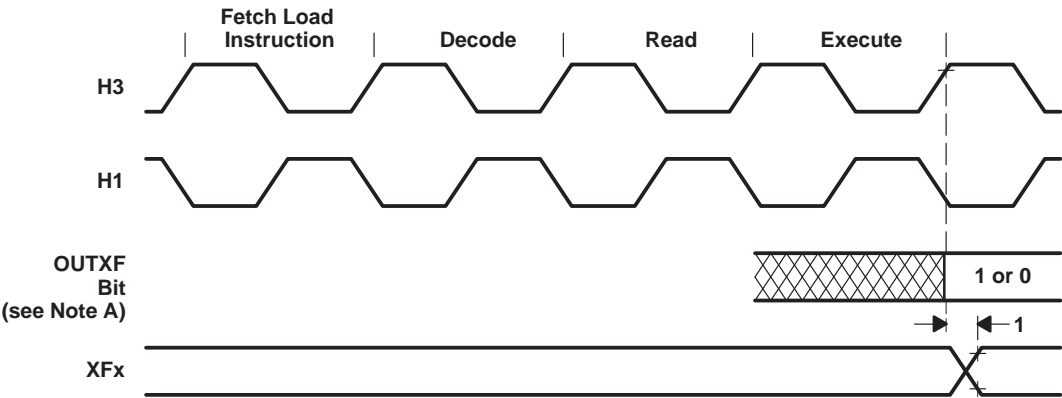 Fetch Load
Instruction
Decode
Read
Execute
H3
H1
OUTXF
Bit
(see Note A)
1 or 0
1
XFx